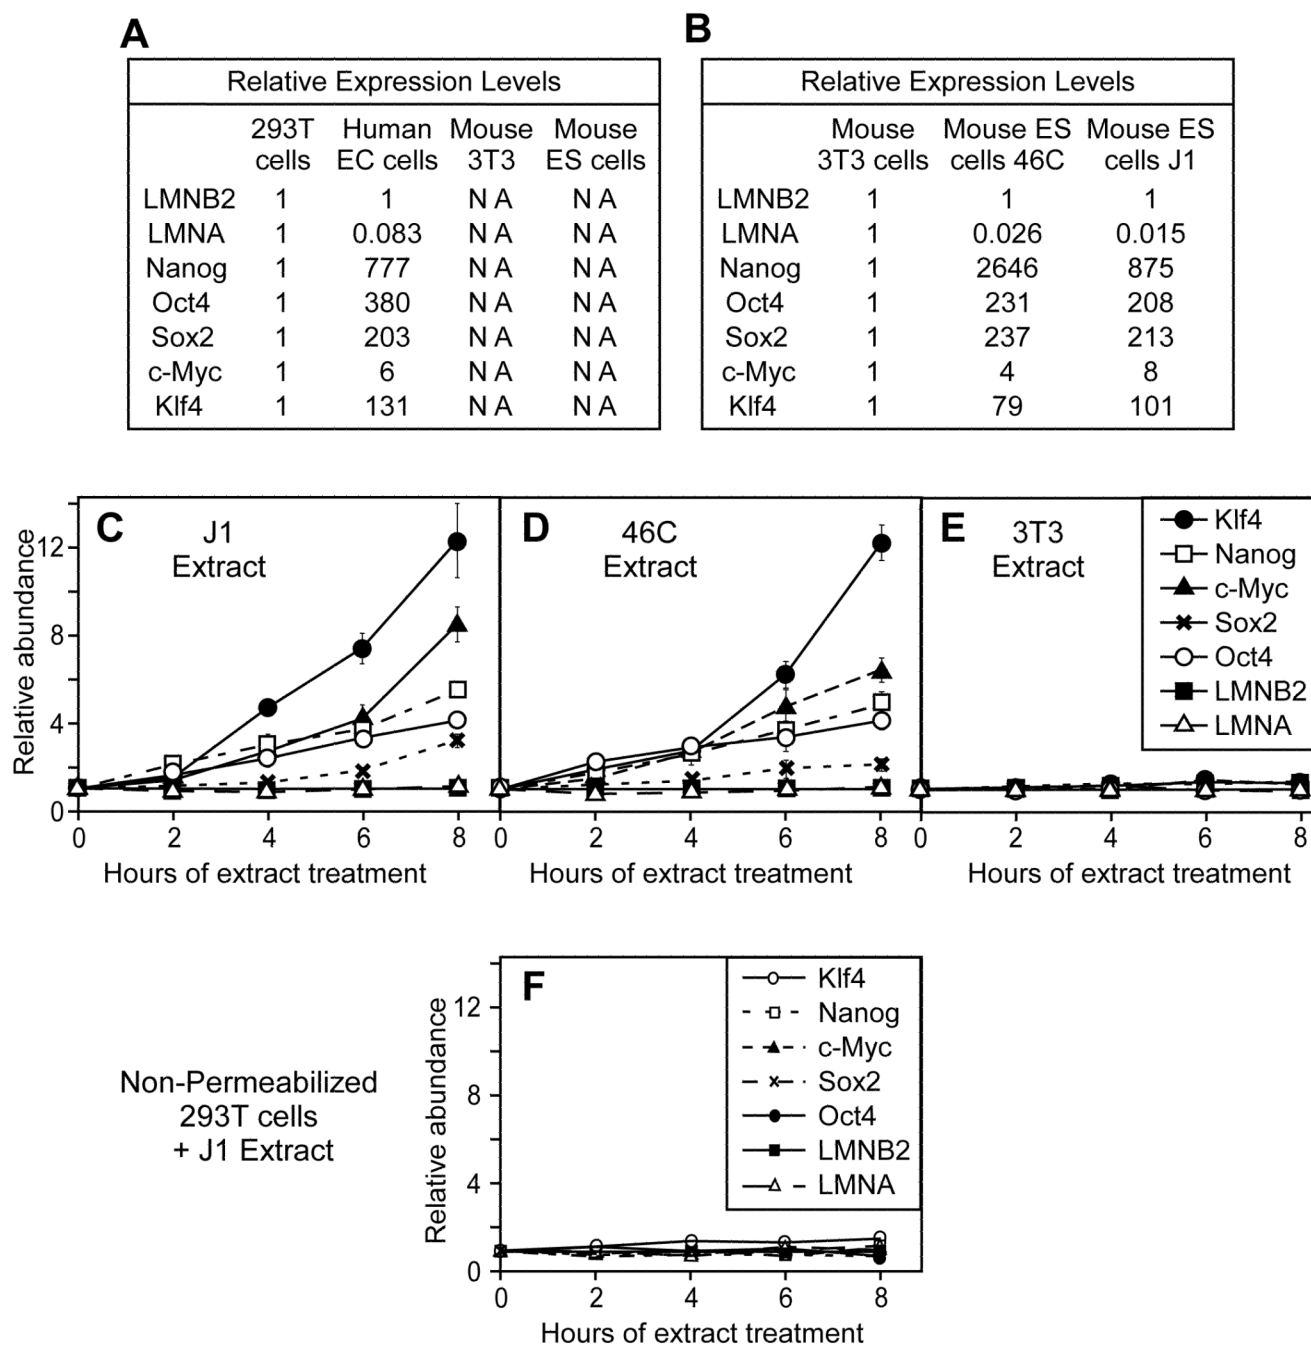 A
Relative Expression Levels
293T cells Human EC cells Mouse 3T3 Mouse ES cells
LMNB2 1 1 N A N A
LMNA 1 0.083 N A N A
Nanog 1 777 N A N A
Oct4 1 380 N A N A
Sox2 1 203 N A N A
c-Myc 1 6 N A N A
Klf4 1 131 N A N A
B
Relative Expression Levels
Mouse 3T3 cells Mouse ES cells 46C Mouse ES cells J1
LMNB2 1 1 1
LMNA 1 0.026 0.015
Nanog 1 2646 875
Oct4 1 231 208
Sox2 1 237 213
c-Myc 1 4 8
Klf4 1 79 101
C
J1
Extract
Relative abundance
12
8
4
0
0 2 4 6 8
Hours of extract treatment
D
46C
Extract
0 2 4 6 8
Hours of extract treatment
E
3T3
Extract
Klf4
Nanog
c-Myc
Sox2
Oct4
LMNB2
LMNA
0 2 4 6 8
Hours of extract treatment
Non-Permeabilized
293T cells
+ J1 Extract
F
Relative abundance
12
8
4
0
Klf4
Nanog
c-Myc
Sox2
Oct4
LMNB2
LMNA
0 2 4 6 8
Hours of extract treatment